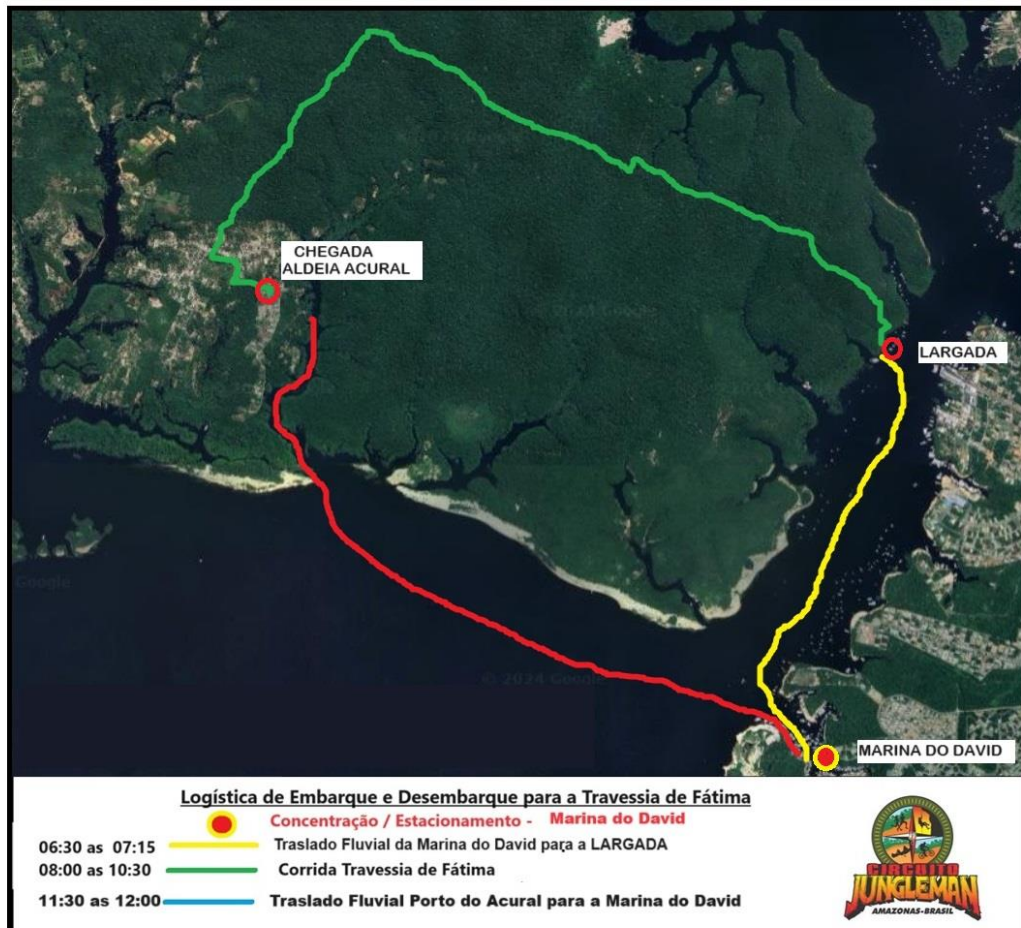 CHEGADA
ALDEIA ACURAL
LARGADA
Google
© 2024 Google
MARINA DO DAVID
Logística de Embarque e Desembarque para a Travessia de Fátima
Concentração / Estacionamento - Marina do David
06:30 as 07:15 Traslado Fluvial da Marina do David para a LARGADA
08:00 as 10:30 Corrida Travessia de Fátima
11:30 as 12:00 Traslado Fluvial Porto do Acural para a Marina do David
CIRCUITO
JUNGLEMAN
AMAZONAS-BRASIL